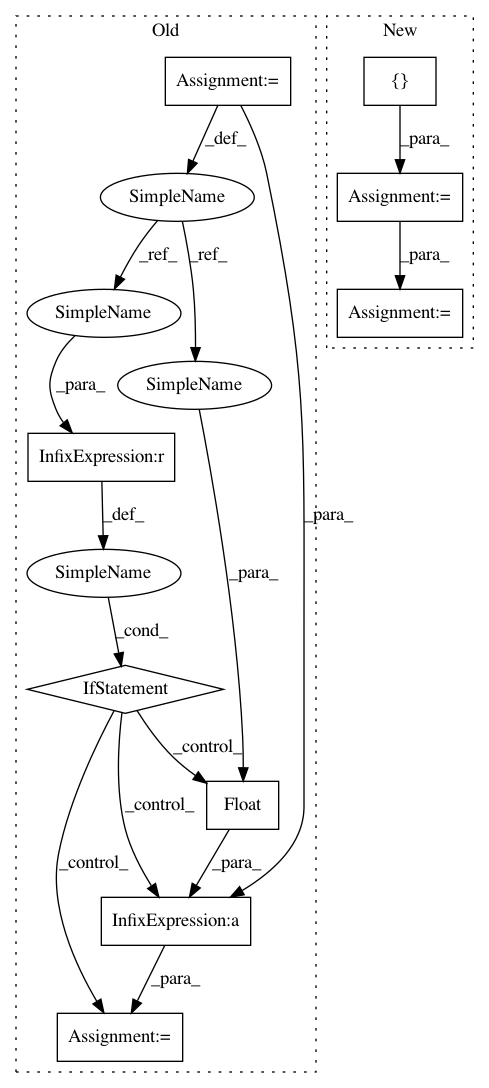 Old
New
Assignment:=
{}
_def_
_para_
SimpleName
Assignment:=
_ref_
_ref_
_para_
SimpleName
Assignment:=
SimpleName
_para_
InfixExpression:r
_def_
_para_
_para_
SimpleName
_cond_
IfStatement
_control_
Float
_control_
_para_
_control_
InfixExpression:a
_para_
Assignment:=